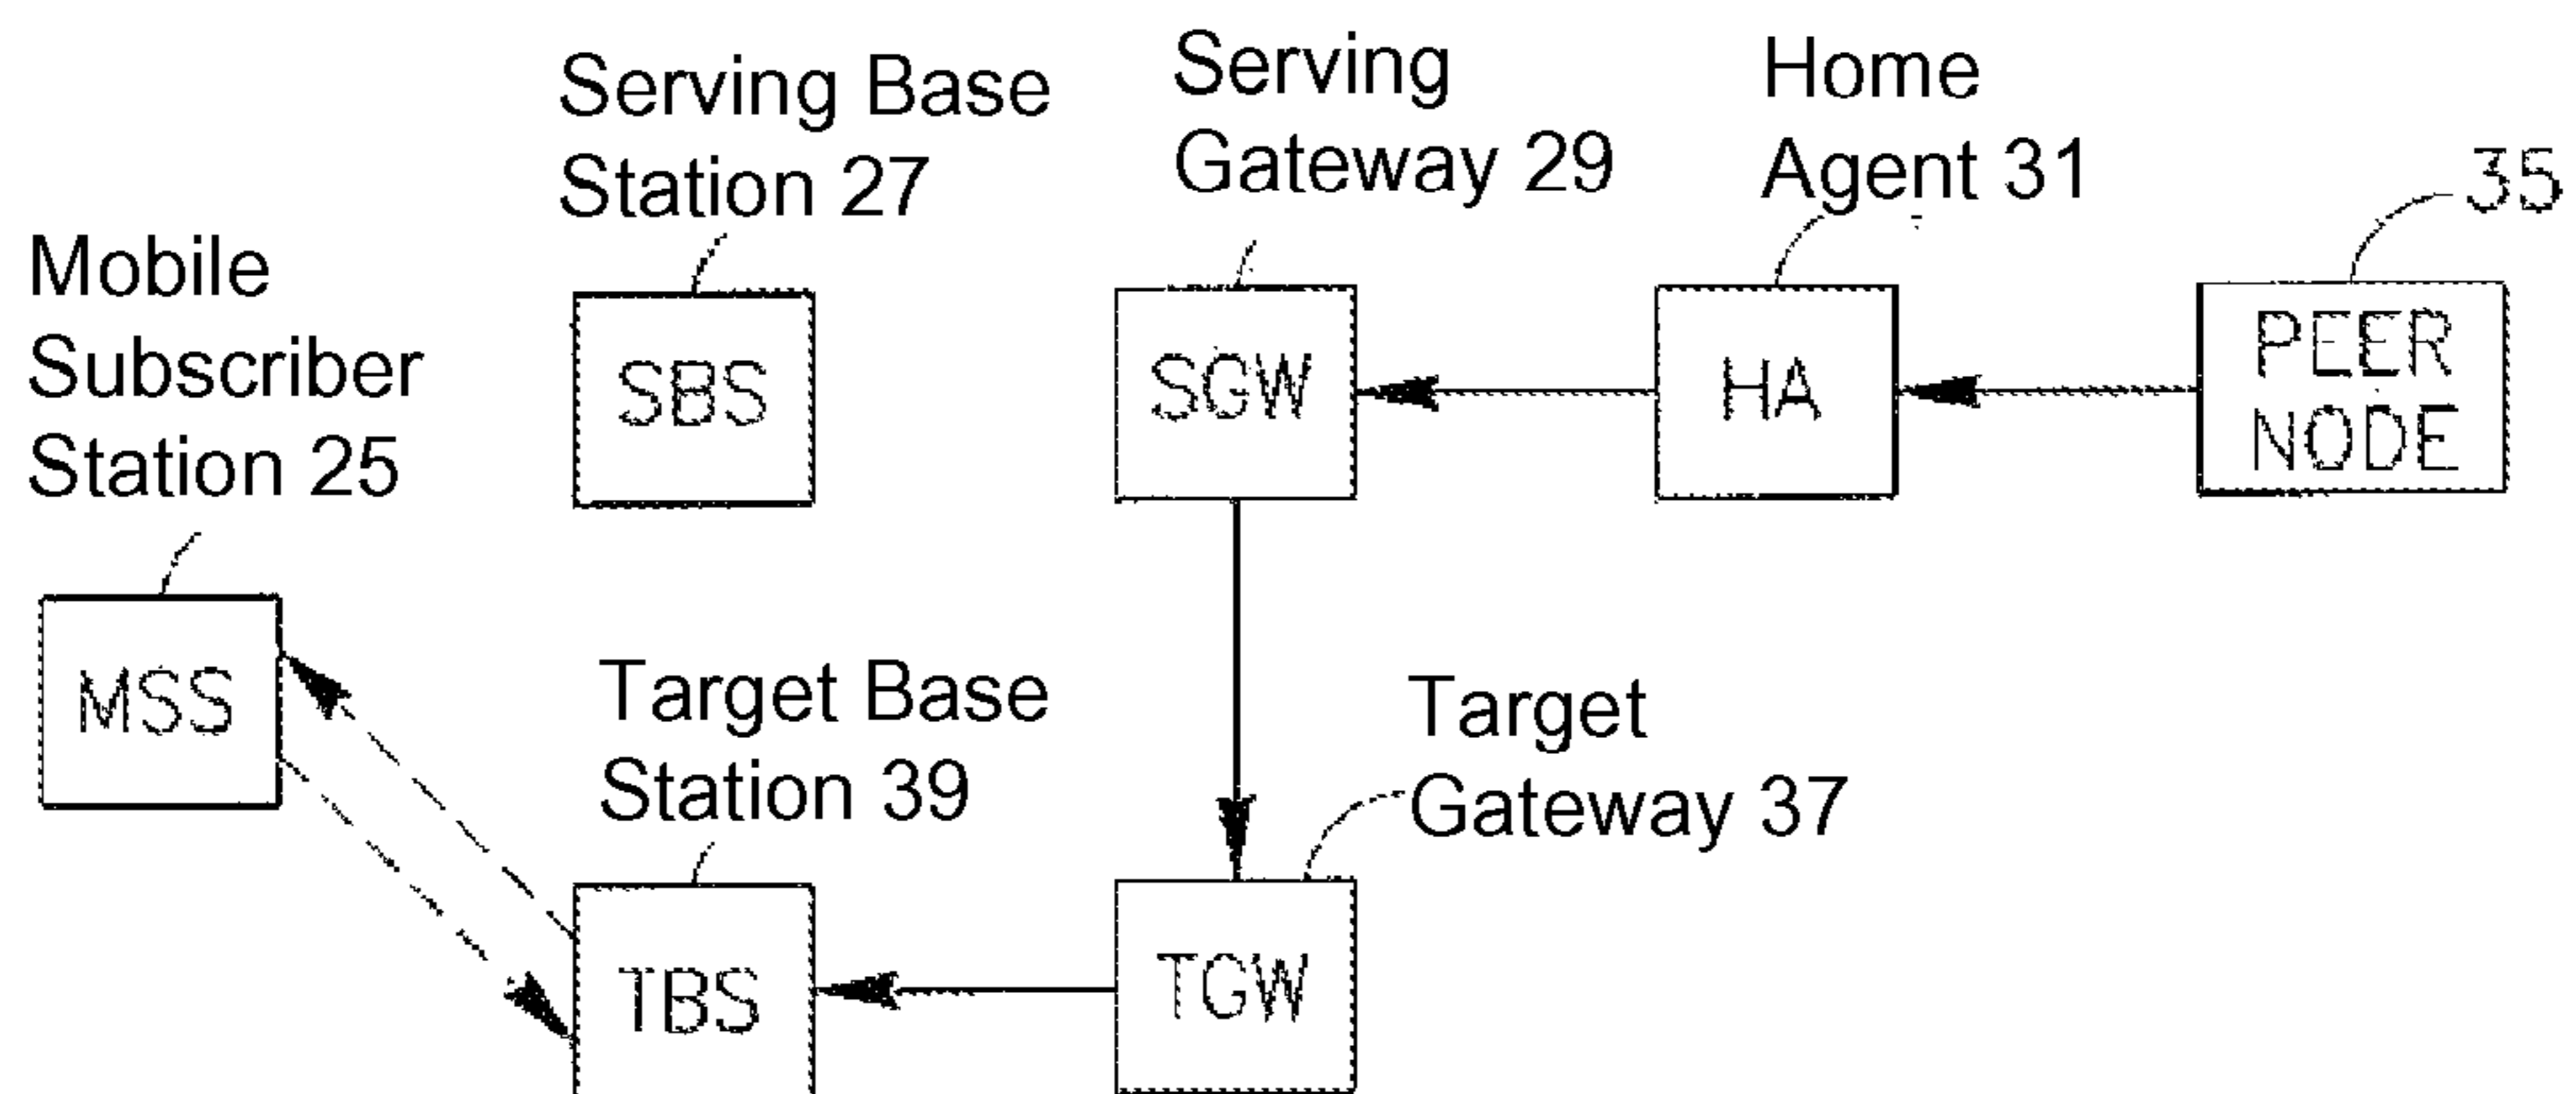 Serving Base
Station 27
Serving
Gateway 29
Home
Agent 31
35
Mobile
Subscriber
Station 25
SBS
SGW
HA
PEER
NODE
MSS
Target Base
Station 39
Target
Gateway 37
TBS
TGW